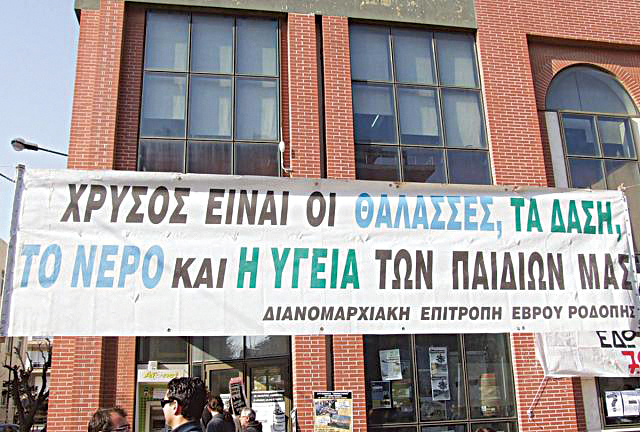 ΧΡΥΣΟΣ ΕΙΝΑΙ ΟΙ ΘΑΛΑΣΣΕΣ, ΤΑ ΔΑΣΗ,
ΤΟ ΝΕΡΟ ΚΑΙ Η ΥΓΕΙΑ ΤΩΝ ΠΑΙΔΙΩΝ ΜΑΣ
ΔΙΑΝΟΜΑΡΧΙΑΚΗ ΕΠΙΤΡΟΠΗ ΕΒΡΟΥ ΡΟΔΟΠΗΣ